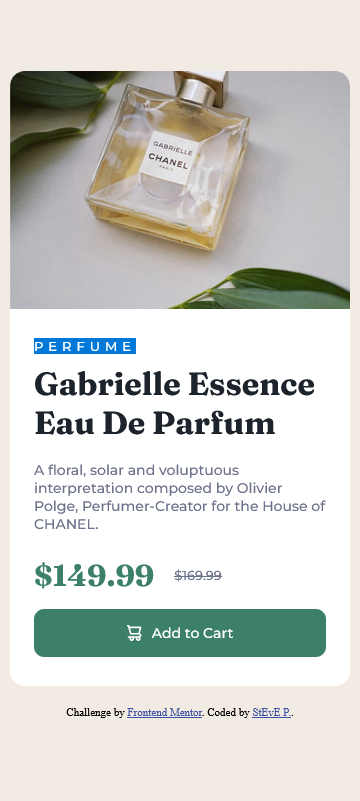 GABRIELLE
CHANEL
PARIS
PERFUME
Gabrielle Essence
Eau De Parfum
A floral, solar and voluptuous
interpretation composed by Olivier
Polge, Perfumer-Creator for the House of
CHANEL.
$149.99 $169.99
Add to Cart
Challenge by Frontend Mentor. Coded by StEvE P..